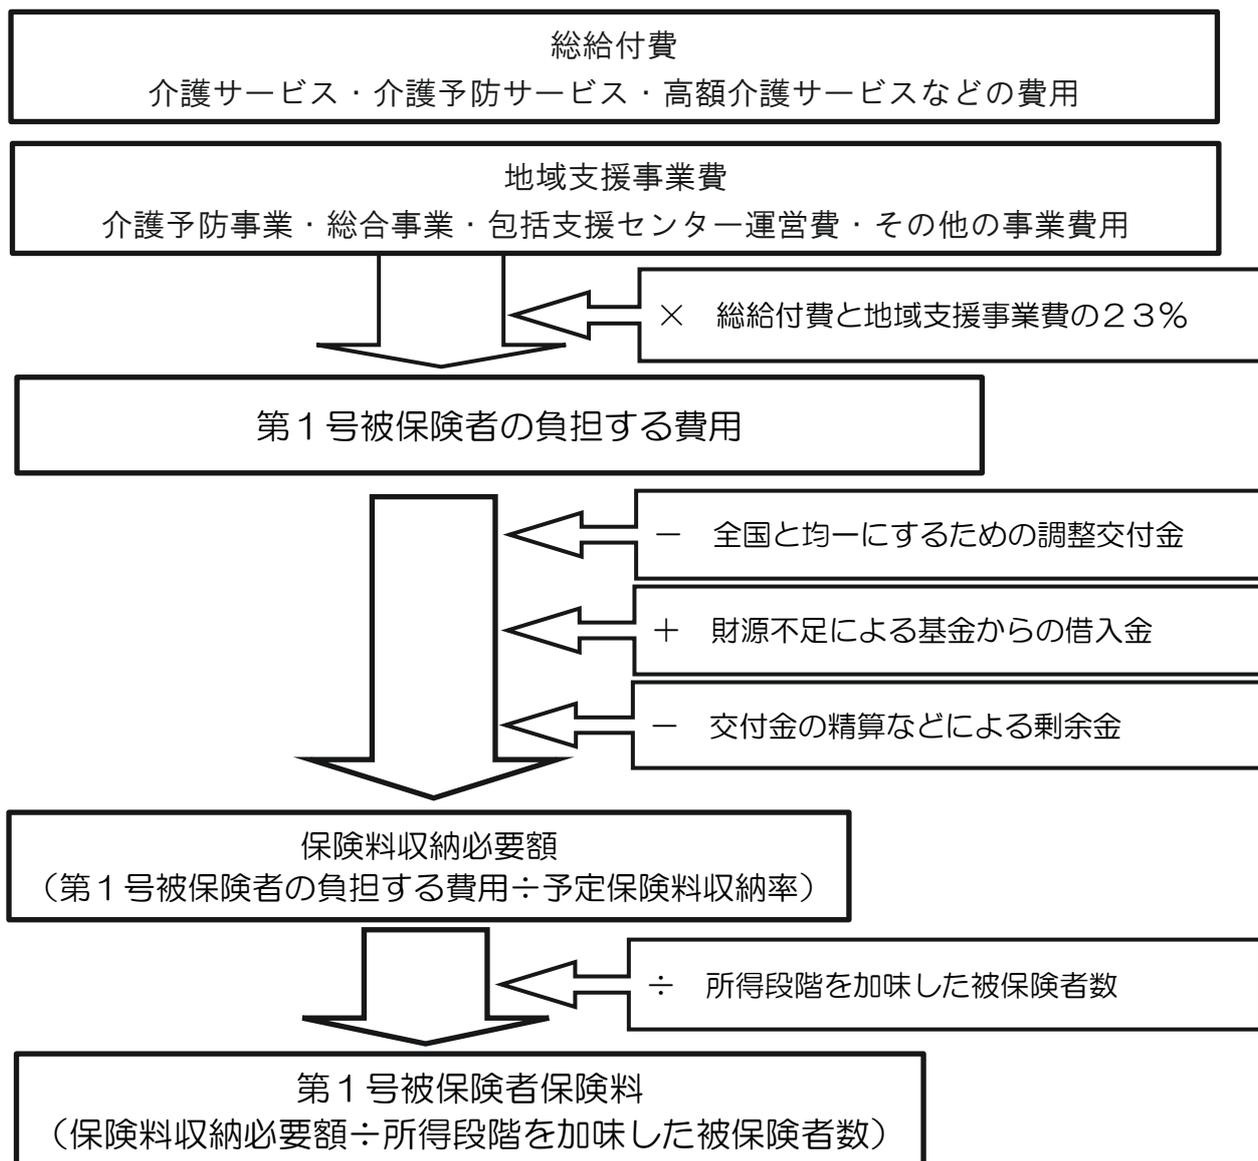 総給付費
介護サービス・介護予防サービス・高額介護サービスなどの費用
地域支援事業費
介護予防事業・総合事業・包括支援センター運営費・その他の事業費用
×　総給付費と地域支援事業費の２３％
第１号被保険者の負担する費用
－　全国と均一にするための調整交付金
＋　財源不足による基金からの借入金
－　交付金の精算などによる剰余金
保険料収納必要額
（第１号被保険者の負担する費用÷予定保険料収納率）
÷　所得段階を加味した被保険者数
第１号被保険者保険料
（保険料収納必要額÷所得段階を加味した被保険者数）